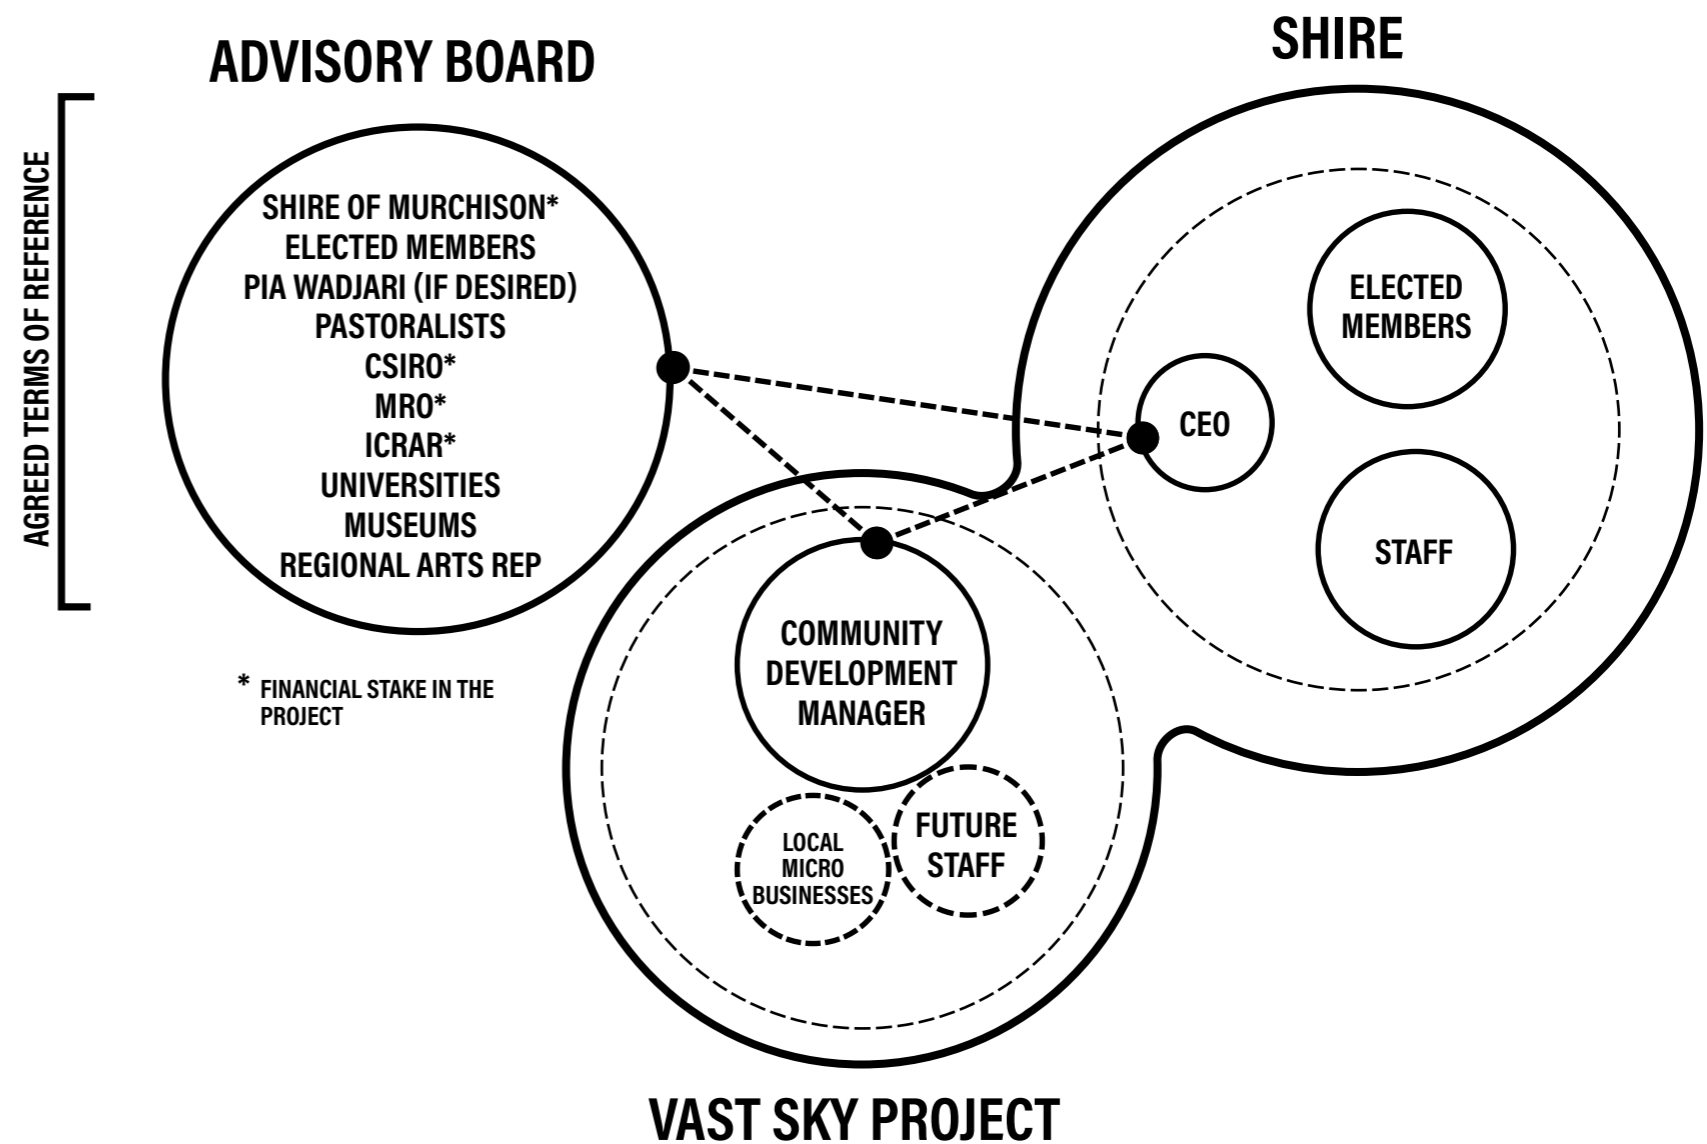 ADVISORY BOARD
SHIRE
AGREED TERMS OF REFERENCE
SHIRE OF MURCHISON*
ELECTED MEMBERS
PIA WADJARI (IF DESIRED)
PASTORALISTS
CSIRO*
MRO*
ICRAR*
UNIVERSITIES
MUSEUMS
REGIONAL ARTS REP
* FINANCIAL STAKE IN THE
PROJECT
ELECTED
MEMBERS
CEO
STAFF
COMMUNITY
DEVELOPMENT
MANAGER
LOCAL
MICRO
BUSINESSES
FUTURE
STAFF
VAST SKY PROJECT